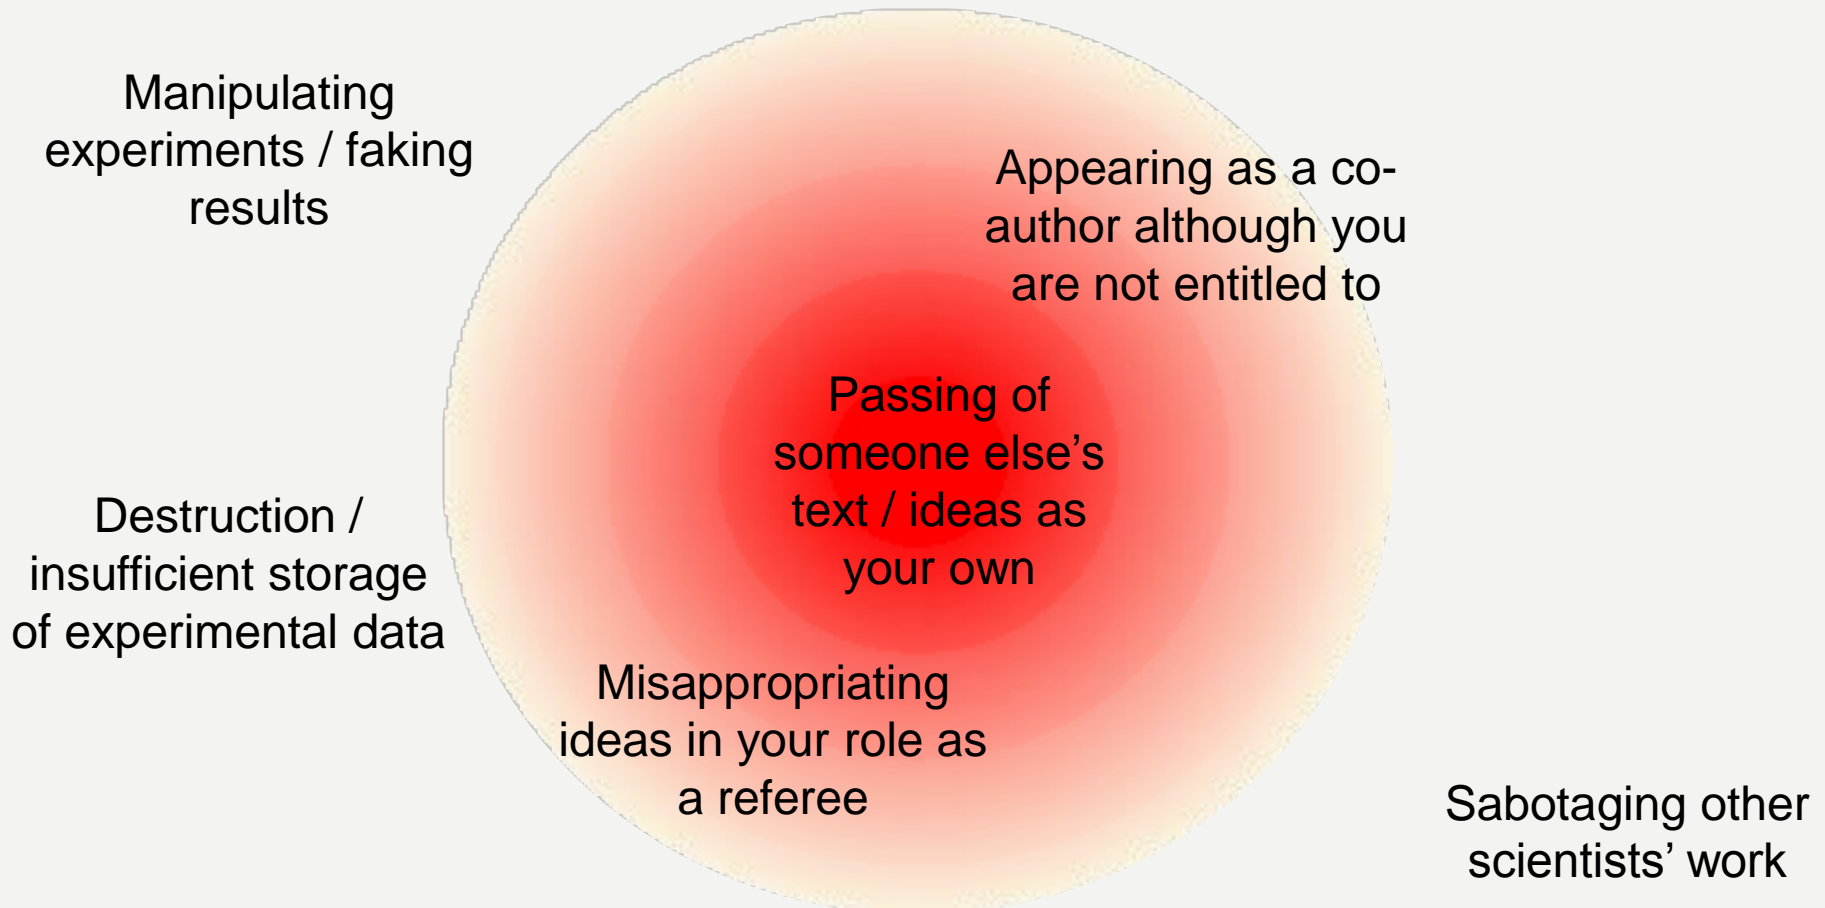 Manipulating
experiments / faking
results
Appearing as a co-
author although you
are not entitled to
Passing of
someone else’s
text / ideas as
your own
Destruction /
insufficient storage
of experimental data
Misappropriating
ideas in your role as
a referee
Sabotaging other
scientists’ work